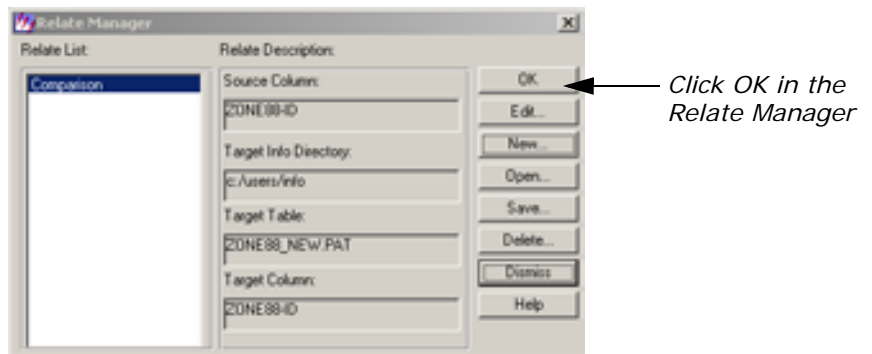 Relate Manager
Relate List:
Relate Description:
Comparison
Source Column:
ZONE88-ID
Target Info Directory:
c:/users/info
Target Table:
ZONE88_NEW.PAT
Target Column:
ZONE88-ID
OK
Edit...
New...
Open...
Save...
Delete...
Dismiss
Help
Click OK in the
Relate Manager